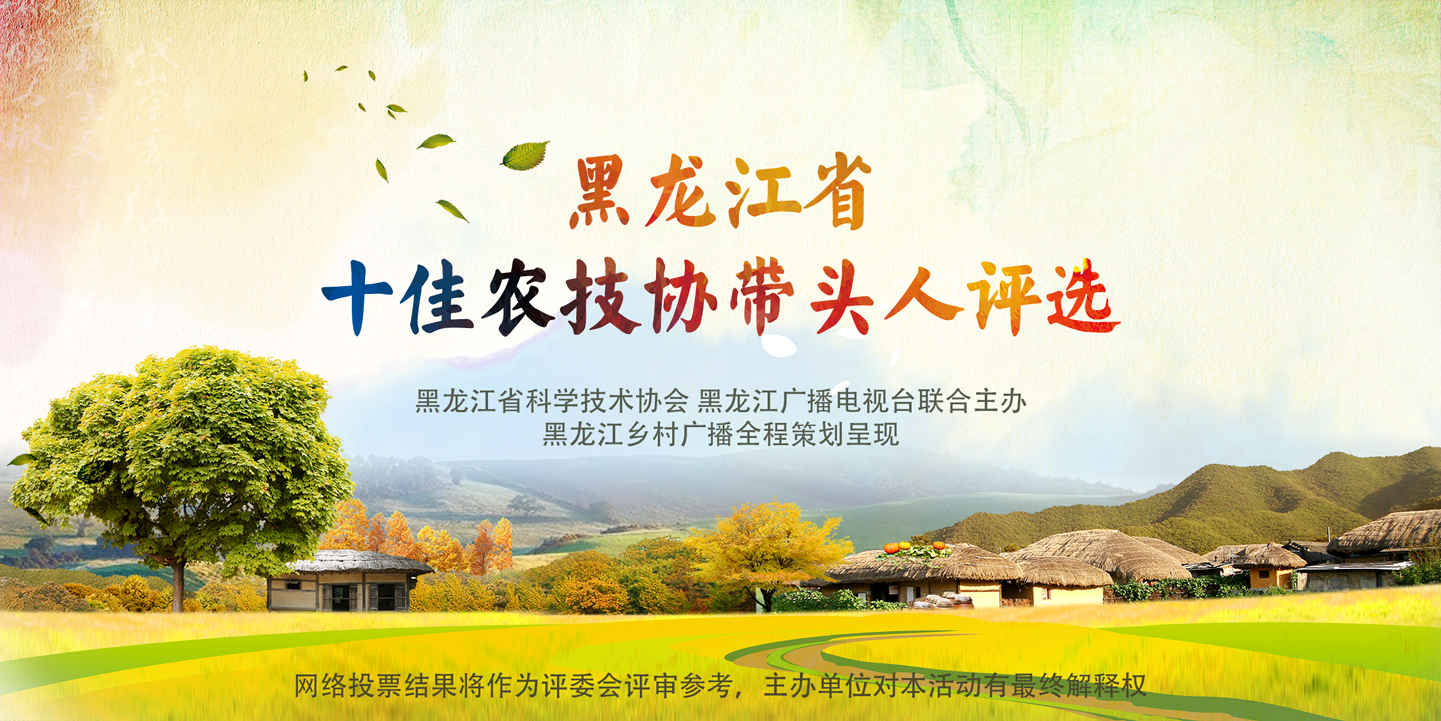 黑龙江省
十佳农技协带头人评选
黑龙江省科学技术协会 黑龙江广播电视台联合主办
黑龙江乡村广播全程策划呈现
网络投票结果将作为评委会评审参考，主办单位对本活动有最终解释权